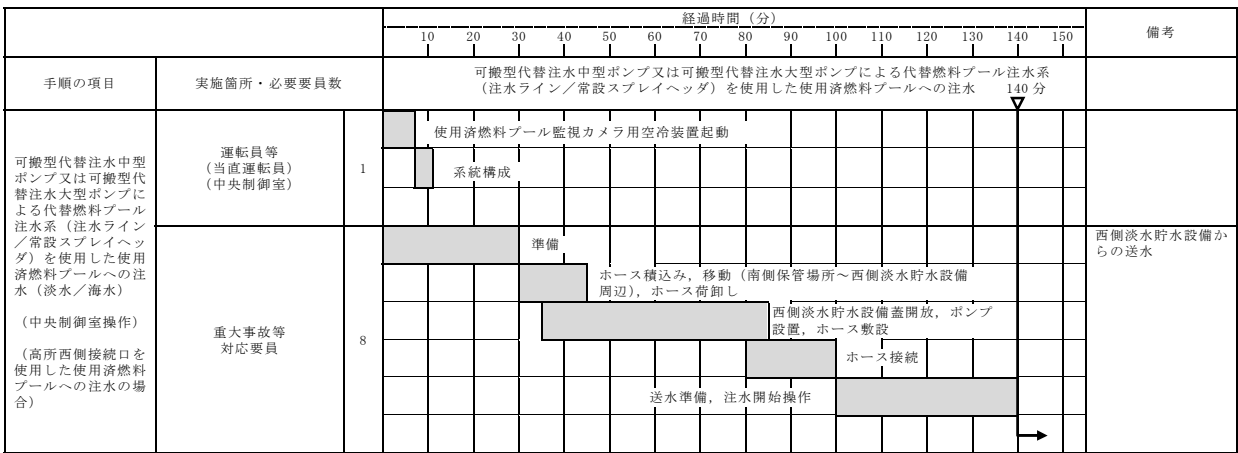 経過時間（分）
備考
10 20 30 40 50 60 70 80 90 100 110 120 130 140 150
手順の項目
実施箇所・必要要員数
可搬型代替注水中型ポンプ又は可搬型代替注水大型ポンプによる代替燃料プール注水系
（注水ライン／常設スプレイヘッダ）を使用した使用済燃料プールへの注水 140 分
可搬型代替注水中型
ポンプ又は可搬型代
替注水大型ポンプに
よる代替燃料プール
注水系（注水ライン
／常設スプレイヘッ
ダ）を使用した使用
済燃料プールへの注
水（淡水／海水）
（中央制御室操作）
（高所西側接続口を
使用した使用済燃料
プールへの注水の場
合）
運転員等
（当直運転員）
（中央制御室）
1
使用済燃料プール監視カメラ用空冷装置起動
系統構成
重大事故等
対応要員
8
準備
ホース積込み，移動（南側保管場所～西側淡水貯水設備
周辺），ホース荷卸し
西側淡水貯水設備蓋開放，ポンプ
設置，ホース敷設
ホース接続
送水準備，注水開始操作
西側淡水貯水設備か
らの送水